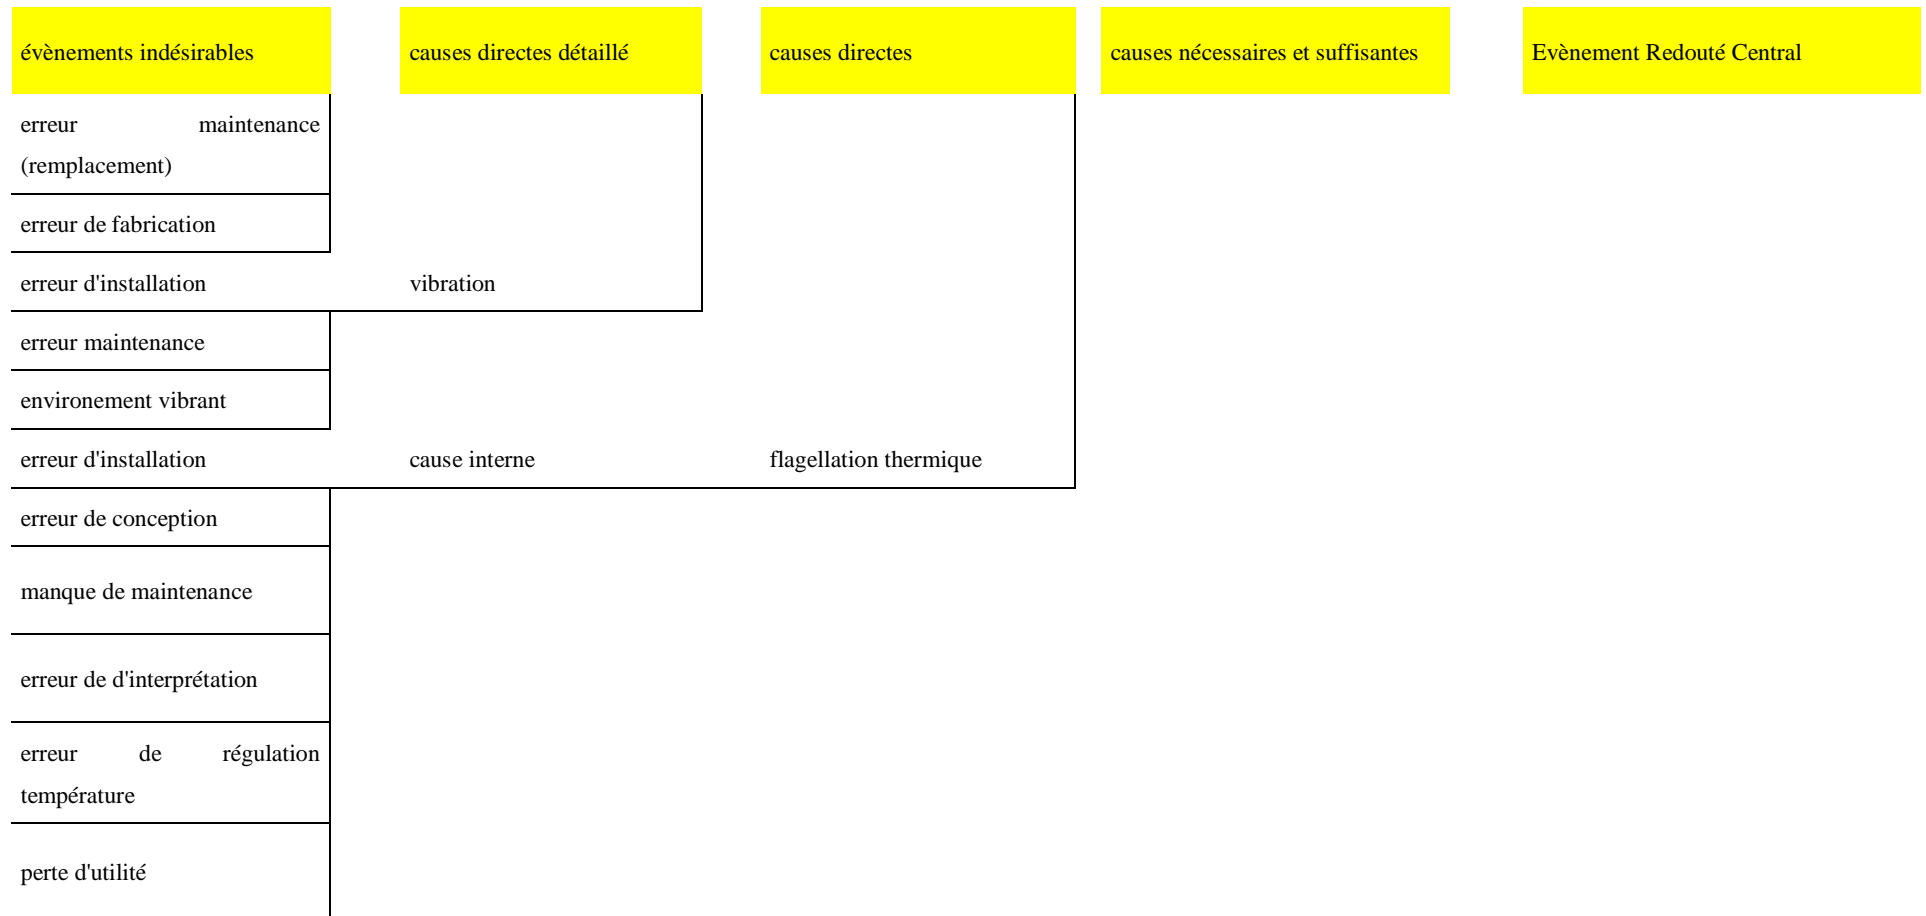 évènements indésirables causes directes détaillé causes directes causes nécessaires et suffisantes Evènement Redouté Central
erreur maintenance
(remplacement)
erreur de fabrication
erreur d'installation vibration
erreur maintenance
environement vibrant
erreur d'installation cause interne flagellation thermique
erreur de conception
manque de maintenance
erreur de d'interprétation
erreur de régulation
température
perte d'utilité